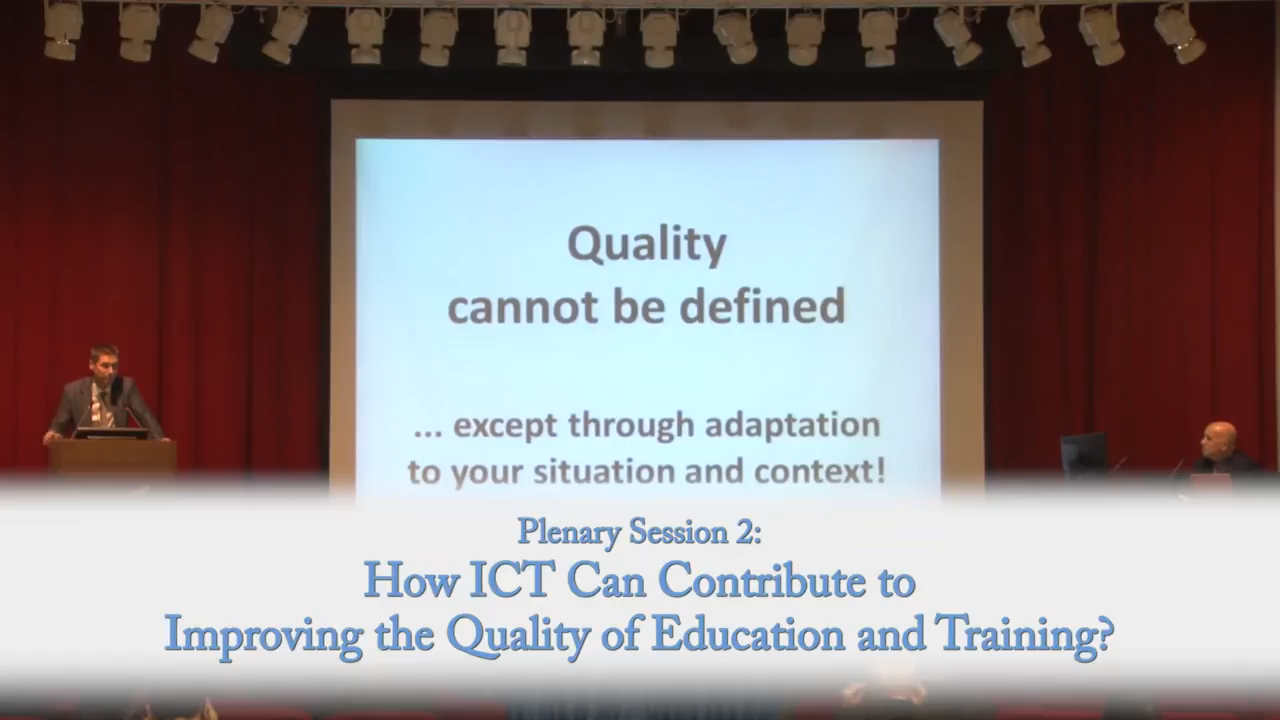 Quality
cannot be defined
... except through adaptation
to your situation and context!
Plenary Session 2:
How ICT Can Contribute to
Improving the Quality of Education and Training?